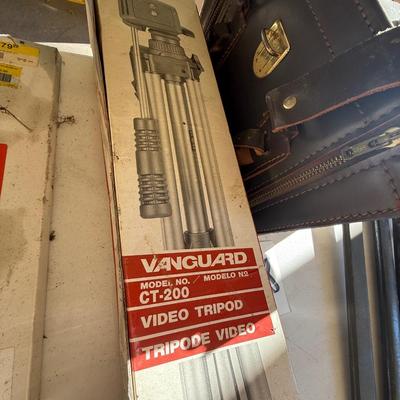 VANGUARD
MODEL NO. / MODELO Nº
CT-200
VIDEO TRIPOD
TRIPODE VIDEO